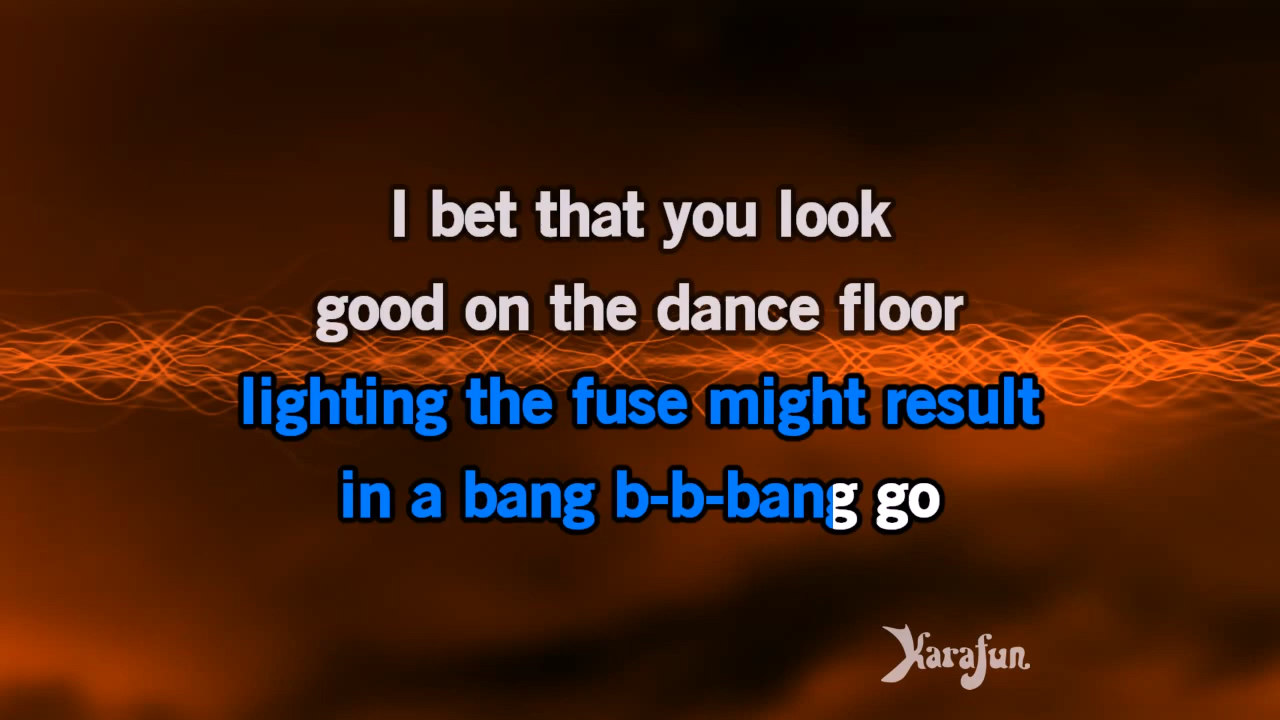 I bet that you look
good on the dance floor
lighting the fuse might result
in a bang b-b-bang go
Karafun